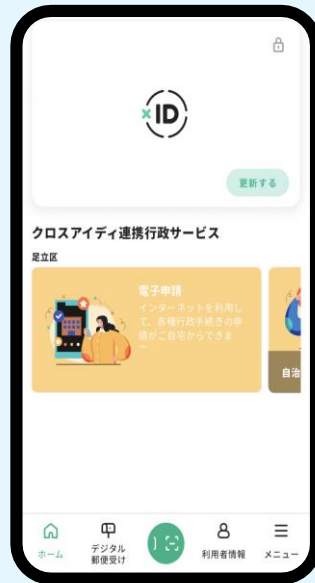 ×ID
更新する
クロスアイディ連携行政サービス
足立区
電子申請
インターネットを利用し
て、各種行政手続きの申
請がご自宅からできま
自治
ホーム
デジタル
郵便受け
利用者情報
メニュー